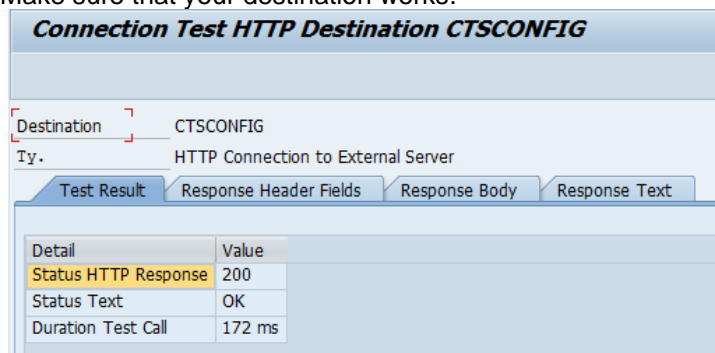 Make sure that your destination works.
Connection Test HTTP Destination CTSCONFIG
Destination CTSCONFIG
Ty. HTTP Connection to External Server
Test Result Response Header Fields Response Body Response Text
Detail Value
Status HTTP Response 200
Status Text OK
Duration Test Call 172 ms